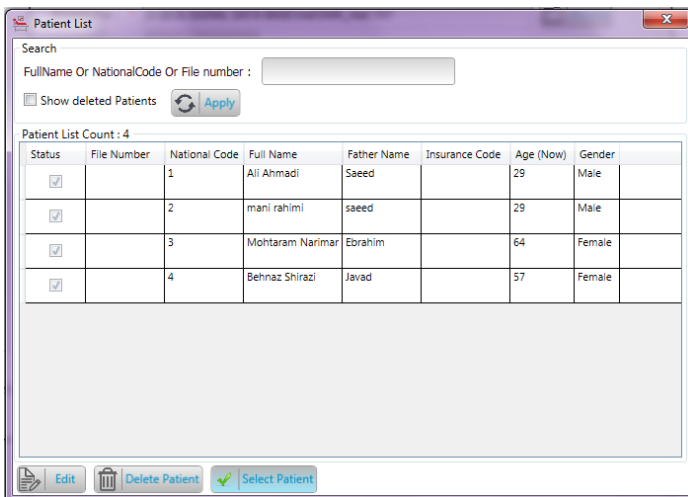 Patient List
Search
FullName Or NationalCode Or File number :
Show deleted Patients Apply
Patient List Count : 4
Status File Number National Code Full Name Father Name Insurance Code Age (Now) Gender
1 Ali Ahmadi Saeed 29 Male
2 mani rahimi saeed 29 Male
3 Mohtaram Narimar Ebrahim 64 Female
4 Behnaz Shirazi Javad 57 Female
Edit Delete Patient Select Patient